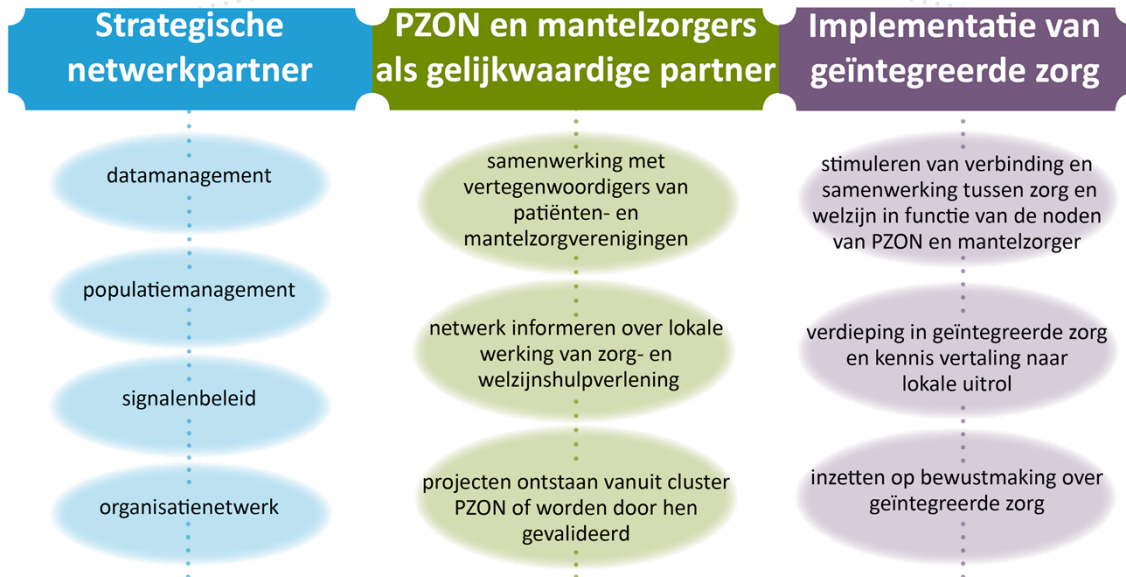 Strategische
netwerkpartner
datamanagement
populatiemanagement
signalenbeleid
organisatienetwerk
PZON en mantelzorgers
als gelijkwaardige partner
samenwerking met
vertegenwoordigers van
patiënten- en
mantelzorgverenigingen
netwerk informeren over lokale
werking van zorg- en
welzijnshulpverlening
projecten ontstaan vanuit cluster
PZON of worden door hen
gevalideerd
Implementatie van
geïntegreerde zorg
stimuleren van verbinding en
samenwerking tussen zorg en
welzijn in functie van de noden
van PZON en mantelzorger
verdieping in geïntegreerde zorg
en kennis vertaling naar
lokale uitrol
inzetten op bewustmaking over
geïntegreerde zorg